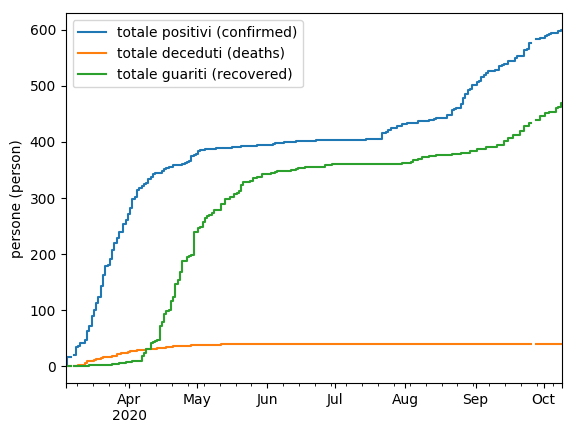 totale positivi (confirmed)
totale deceduti (deaths)
totale guariti (recovered)
persone (person)
600
500
400
300
200
100
0
Apr May Jun Jul Aug Sep Oct
2020